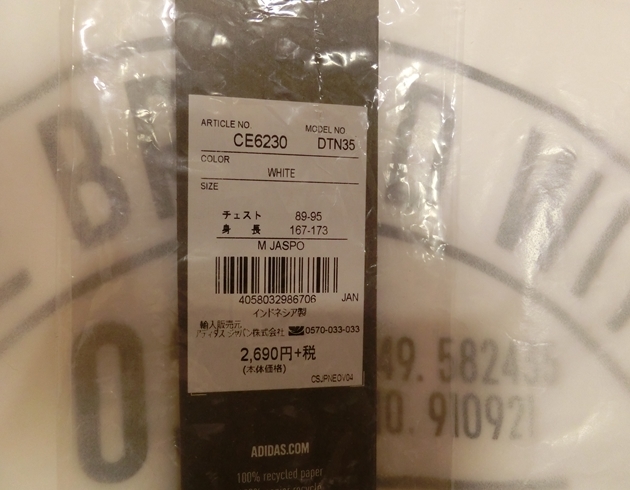 ARTICLE NO MODEL NO
CE6230 DTN35
COLOR
WHITE
SIZE
チェスト 89-95
身 長 167-173
M JASPO
4058032986706 JAN
インドネシア製
輸入販売元
アディダス ジャパン株式会社 0570-033-033
2,690円+税
(本体価格)
CSJPNEOV04
ADIDAS.COM
100% recycled paper
49. 582455
10. 910921